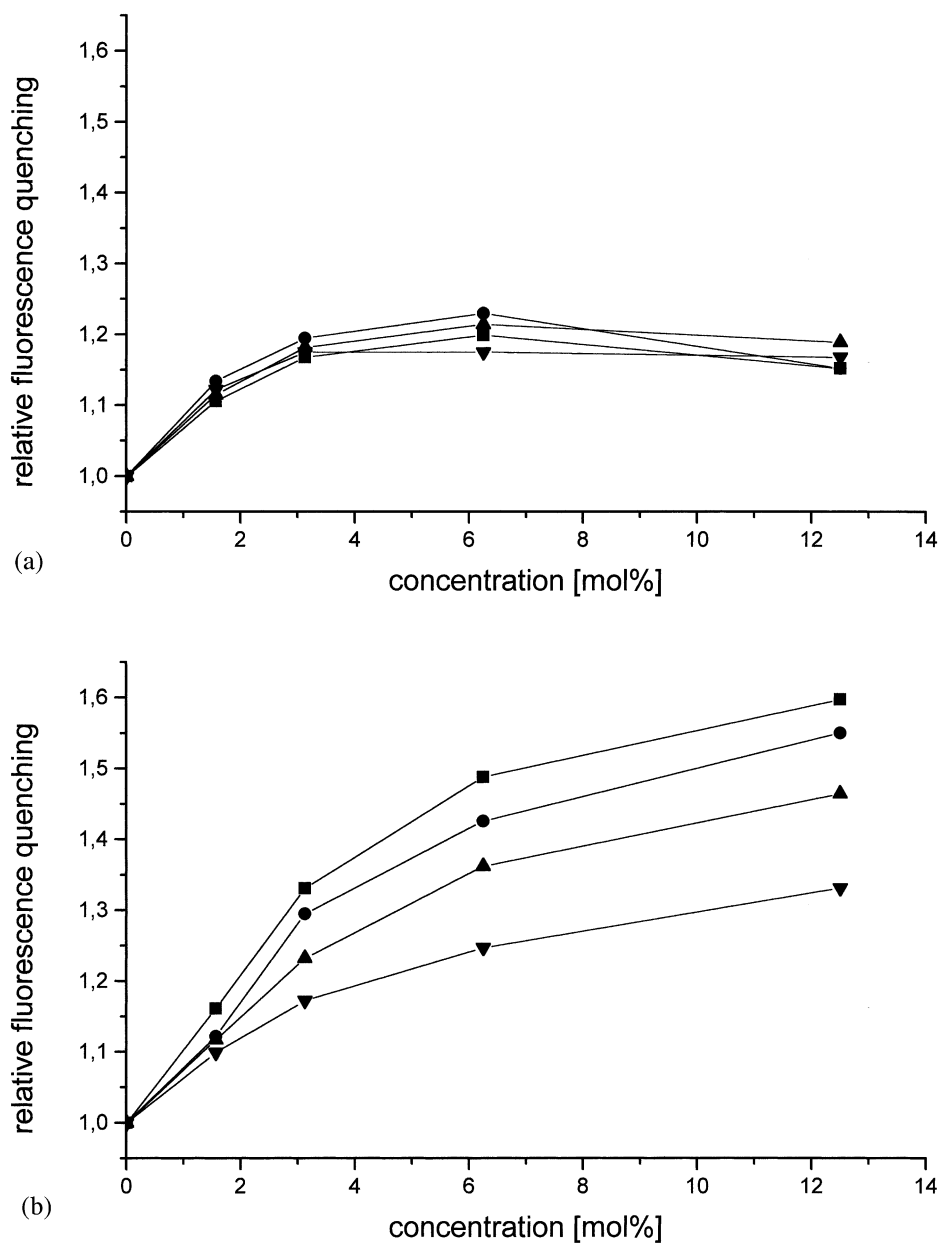 relative fluorescence quenching
1,6
1,5
1,4
1,3
1,2
1,1
1,0
0 2 4 6 8 10 12 14
(a)
concentration [mol%]
relative fluorescence quenching
1,6
1,5
1,4
1,3
1,2
1,1
1,0
0 2 4 6 8 10 12 14
(b)
concentration [mol%]